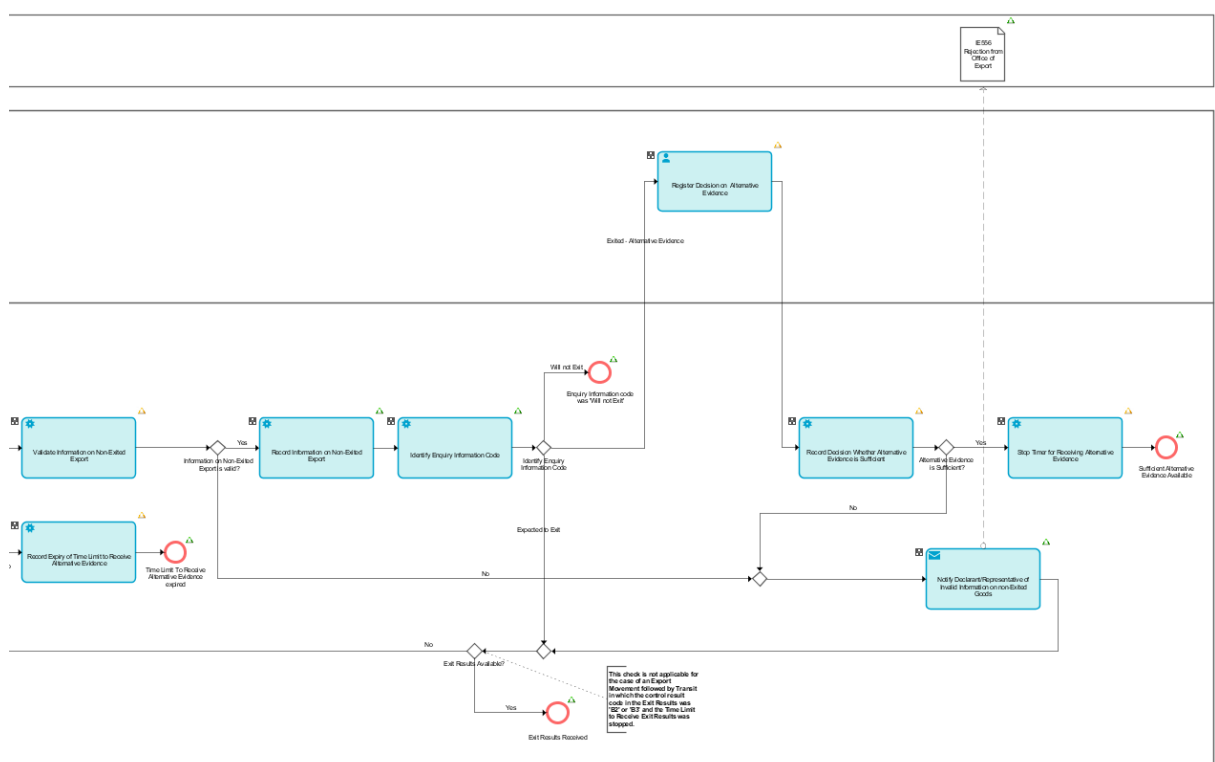 IE556
Rejection from
Office of
Export
Register Decision on Alternative
Evidence
Exited - Alternative Evidence
Will not Exit
Enquiry Information code
was 'Will not Exit'
Validate Information on Non-Exited
Export
Information on Non-Exited
Export is valid?
Yes
Record Information on Non-Exited
Export
Identify Enquiry Information Code
Identify Enquiry
Information Code
Record Decision Whether Alternative
Evidence is Sufficient
Alternative Evidence
is Sufficient?
Yes
Stop Timer for Receiving Alternative
Evidence
Sufficient Alternative
Evidence Available
No
Expected to Exit
Record Expiry of Time Limit to Receive
Alternative Evidence
Time Limit To Receive
Alternative Evidence
expired
No
Notify Declarant/Representative of
Invalid Information on non-Exited
Goods
No
Exit Results Available?
This check is not applicable for
the case of an Export
Movement followed by Transit
in which the control result
code in the Exit Results was
'B2' or 'B3' and the Time Limit
to Receive Exit Results was
stopped.
Yes
Exit Results Received